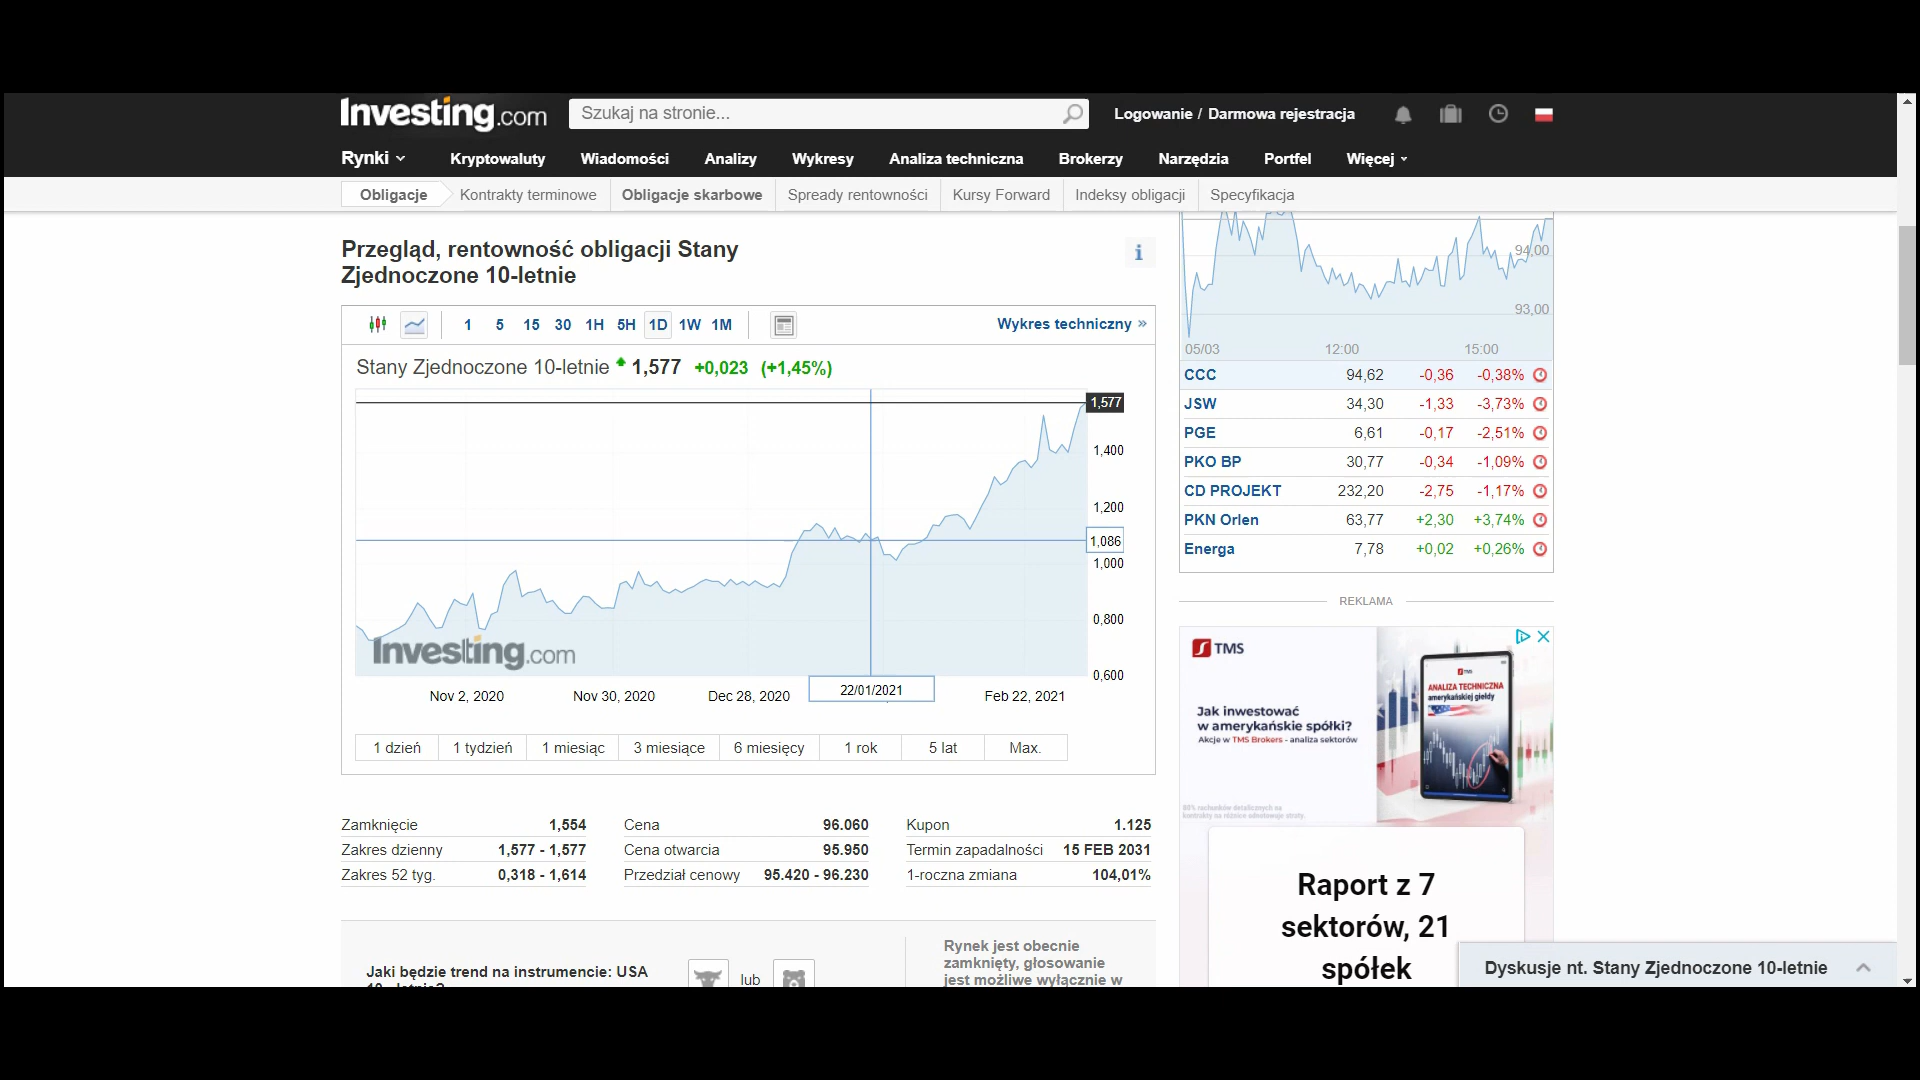 Investing.com
Szukaj na stronie...
Logowanie / Darmowa rejestracja
Rynki
Kryptowaluty
Wiadomości
Analizy
Wykresy
Analiza techniczna
Brokerzy
Narzędzia
Portfel
Więcej
Obligacje
Kontrakty terminowe
Obligacje skarbowe
Spready rentowności
Kursy Forward
Indeksy obligacji
Specyfikacja
Przegląd, rentowność obligacji Stany
Zjednoczone 10-letnie
i
1 5 15 30 1H 5H 1D 1W 1M
Wykres techniczny »
Stany Zjednoczone 10-letnie 1,577 +0,023 (+1,45%)
1,577
1,400
1,200
1,086
1,000
0,800
0,600
Investing.com
Nov 2, 2020
Nov 30, 2020
Dec 28, 2020
22/01/2021
Feb 22, 2021
1 dzień
1 tydzień
1 miesiąc
3 miesiące
6 miesięcy
1 rok
5 lat
Max.
Zamknięcie 1,554
Zakres dzienny 1,577 - 1,577
Zakres 52 tyg. 0,318 - 1,614
Cena 96.060
Cena otwarcia 95.950
Przedział cenowy 95.420 - 96.230
Kupon 1.125
Termin zapadalności 15 FEB 2031
1-roczna zmiana 104,01%
Jaki będzie trend na instrumencie: USA
lub
Rynek jest obecnie
zamknięty, głosowanie
jest możliwe wyłącznie w
94,00
93,00
05/03
12:00
15:00
CCC 94,62 -0,36 -0,38%
JSW 34,30 -1,33 -3,73%
PGE 6,61 -0,17 -2,51%
PKO BP 30,77 -0,34 -1,09%
CD PROJEKT 232,20 -2,75 -1,17%
PKN Orlen 63,77 +2,30 +3,74%
Energa 7,78 +0,02 +0,26%
REKLAMA
TMS
Jak inwestować
w amerykańskie spółki?
Akcje w TMS Brokers - analiza sektorów
TMS
ANALIZA TECHNICZNA
amerykańskiej giełdy
Raport z 7
sektorów, 21
spółek
Dyskusje nt. Stany Zjednoczone 10-letnie